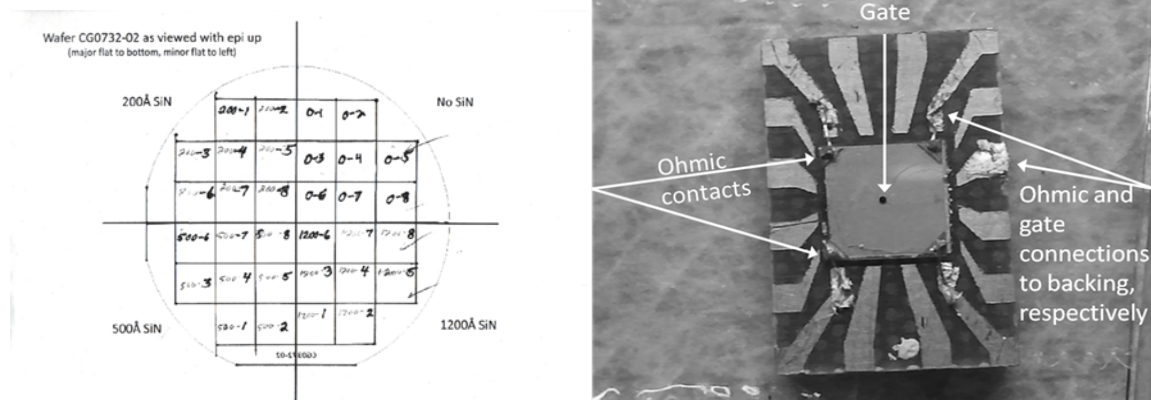 Wafer CG0732-02 as viewed with epi up
(major flat to bottom, minor flat to left)
200Å SiN
No SiN
200-1 200-2 0-1 0-2
200-3 200-4 200-5 0-3 0-4 0-5
200-7 200-8 0-6 0-7 0-8
500-6 500-7 500-8 1200-6 1200-7 1200-8
500-3 500-4 500-5 1200-3 1200-4 1200-5
500-1 500-2 1200-1 1200-2
500Å SiN
1200Å SiN
Gate
Ohmic
contacts
Ohmic and
gate
connections
to backing,
respectively